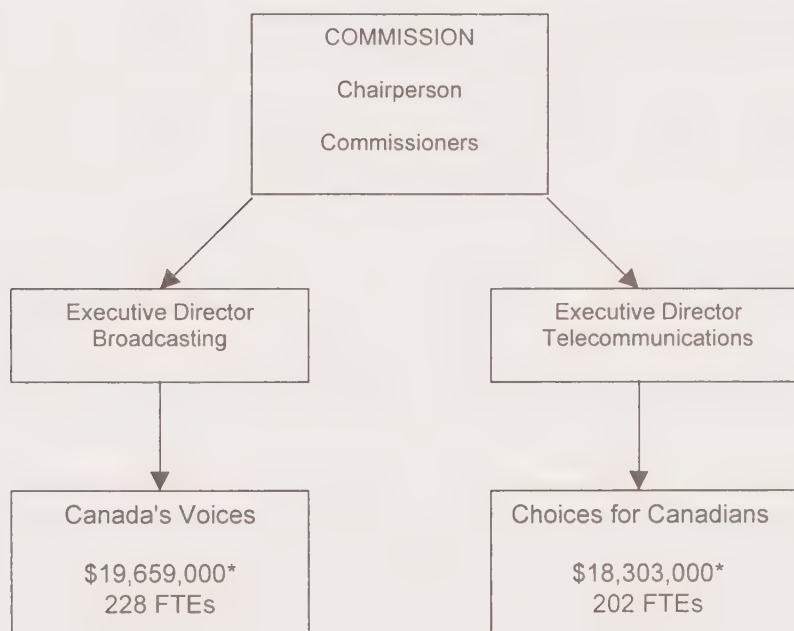 COMMISSION
Chairperson
Commissioners
Executive Director
Broadcasting
Executive Director
Telecommunications
Canada's Voices
$19,659,000*
228 FTEs
Choices for Canadians
$18,303,000*
202 FTEs